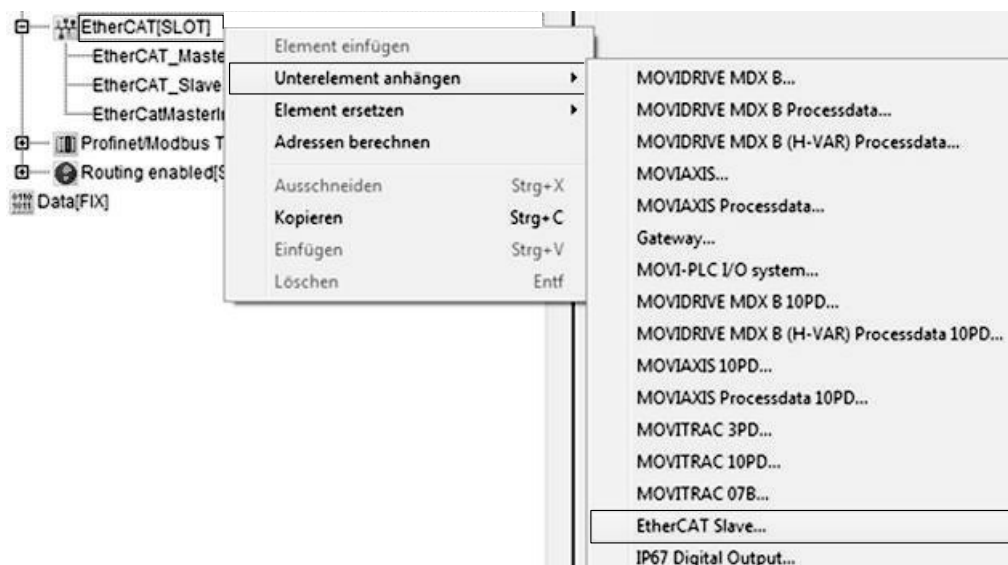 EtherCAT[SLOT]
EtherCAT_Maste
EtherCAT_Slave
EtherCatMasterIn
Profinet/Modbus T
Routing enabled[S
Data[FIX]
Element einfügen
Unterelement anhängen
Element ersetzen
Adressen berechnen
Ausschneiden Strg+X
Kopieren Strg+C
Einfügen Strg+V
Löschen Entf
MOVIDRIVE MDX B...
MOVIDRIVE MDX B Processdata...
MOVIDRIVE MDX B (H-VAR) Processdata...
MOVIAXIS...
MOVIAXIS Processdata...
Gateway...
MOVI-PLC I/O system...
MOVIDRIVE MDX B 10PD...
MOVIDRIVE MDX B (H-VAR) Processdata 10PD...
MOVIAXIS 10PD...
MOVIAXIS Processdata 10PD...
MOVITRAC 3PD...
MOVITRAC 10PD...
MOVITRAC 07B...
EtherCAT Slave...
IP67 Digital Output...